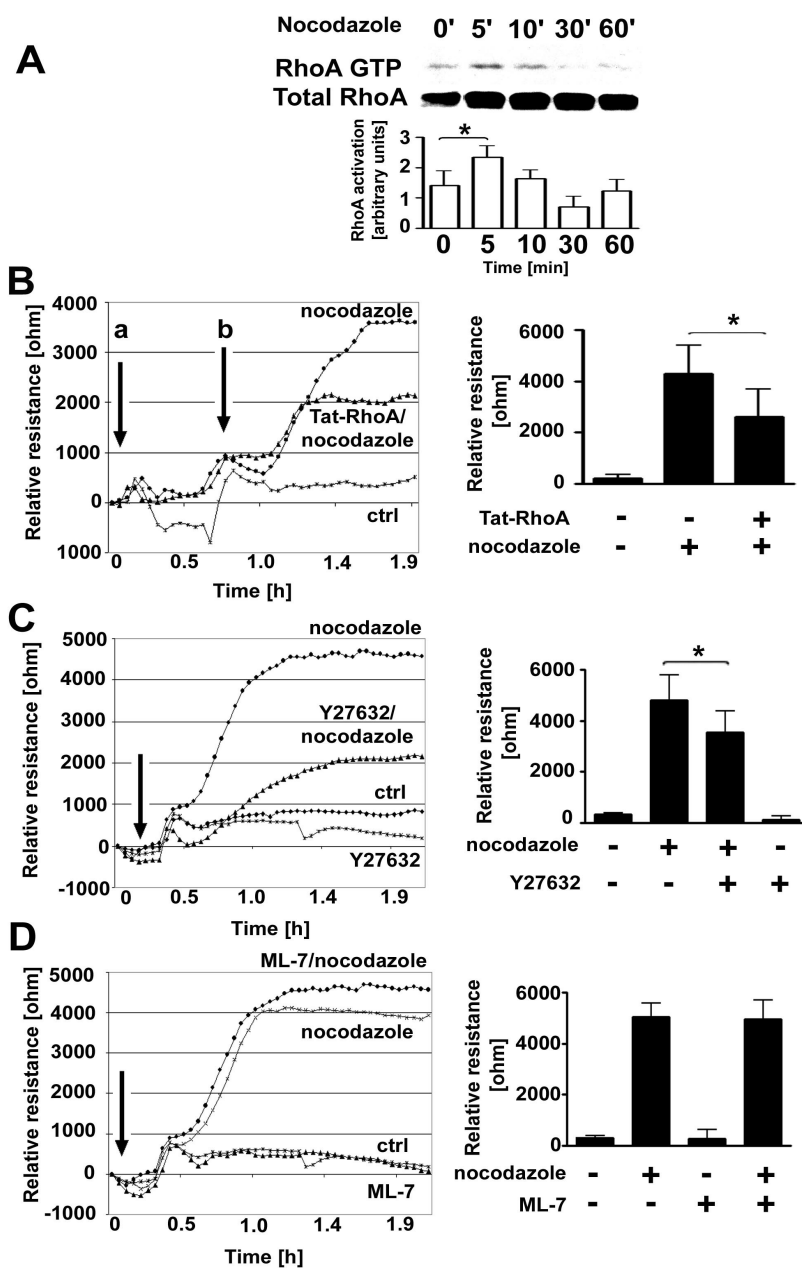 Nocodazole 0' 5' 10' 30' 60'
A
RhoA GTP
Total RhoA
RhoA activation
[arbitrary units]
3
2
1
0
*
0 5 10 30 60
Time [min]
B
Relative resistance [ohm]
4000
3000
2000
1000
0
1000
a
b
nocodazole
Tat-RhoA/
nocodazole
ctrl
0 0.5 1.0 1.4 1.9
Time [h]
Relative resistance
[ohm]
6000
4000
2000
0
*
Tat-RhoA - - +
nocodazole - + +
C
Relative resistance [ohm]
5000
4000
3000
2000
1000
0
-1000
nocodazole
Y27632/
nocodazole
ctrl
Y27632
0 0.5 1.0 1.4 1.9
Time [h]
Relative resistance
[ohm]
6000
4000
2000
0
*
nocodazole - + + -
Y27632 - - + +
D
Relative resistance [ohm]
5000
4000
3000
2000
1000
0
-1000
ML-7/nocodazole
nocodazole
ctrl
ML-7
0 0.5 1.0 1.4 1.9
Time [h]
Relative resistance
[ohm]
6000
4000
2000
0
nocodazole - + - +
ML-7 - - + +